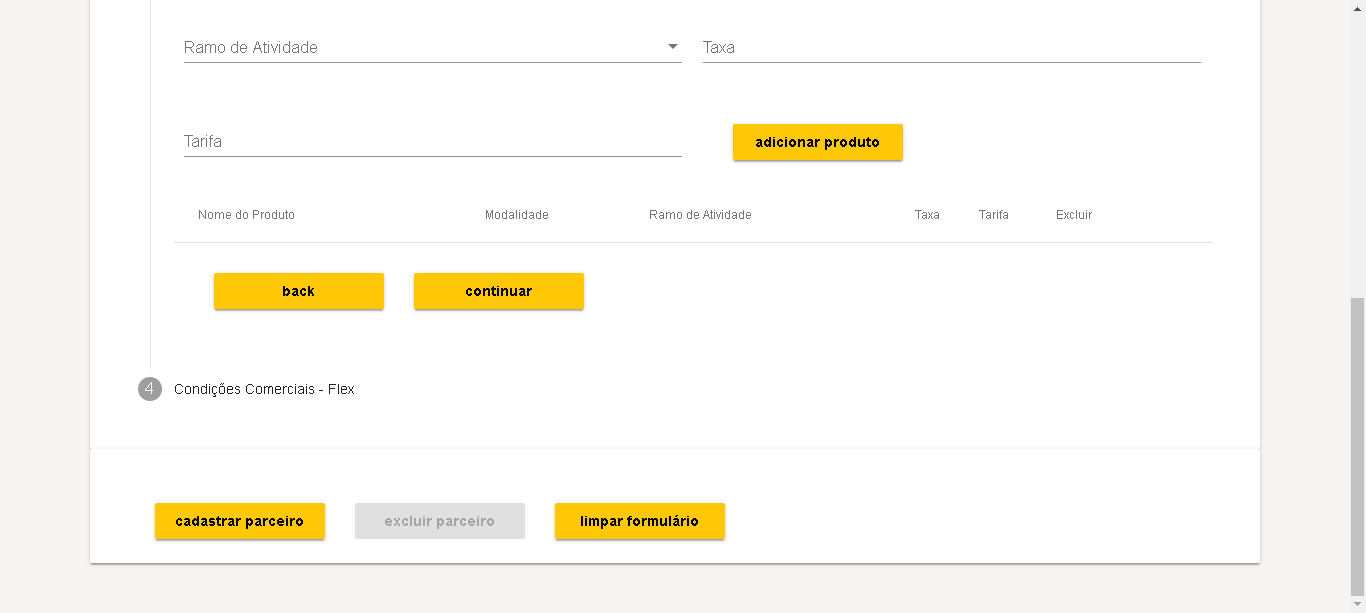 Ramo de Atividade Taxa
Tarifa adicionar produto
Nome do Produto Modalidade Ramo de Atividade Taxa Tarifa Excluir
back continuar
4 Condições Comerciais - Flex
cadastrar parceiro excluir parceiro limpar formulário